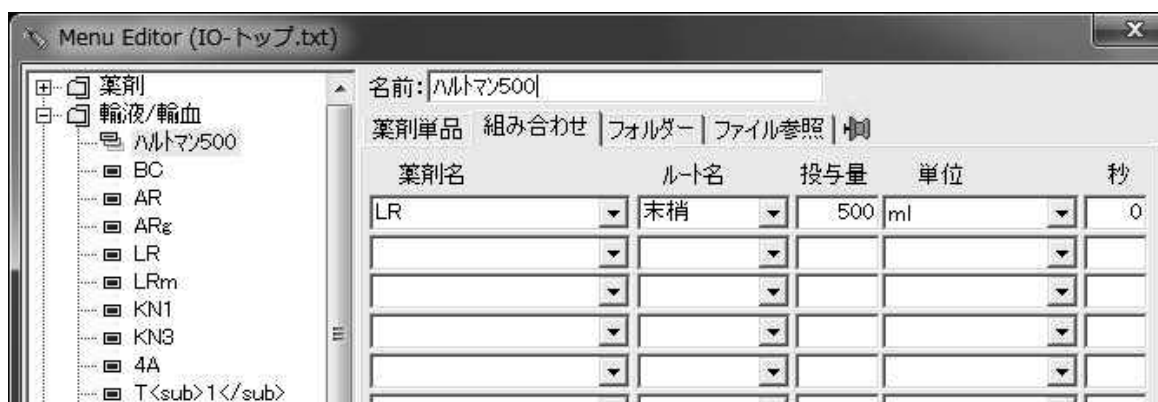 Menu Editor (IO-トップ.txt)
x
薬剤
輸液/輸血
ハルトマン500
BC
AR
ARg
LR
LRm
KN1
KN3
4A
T<sub>1</sub>
名前: ハルトマン500
薬剤単品 組み合わせ フォルダー ファイル参照
薬剤名 ルート名 投与量 単位 秒
LR 末梢 500 ml 0